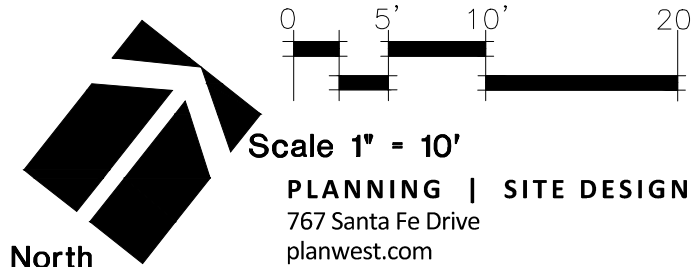 0 5' 10' 20
Scale 1" = 10'
PLANNING | SITE DESIGN
767 Santa Fe Drive
planwest.com
North